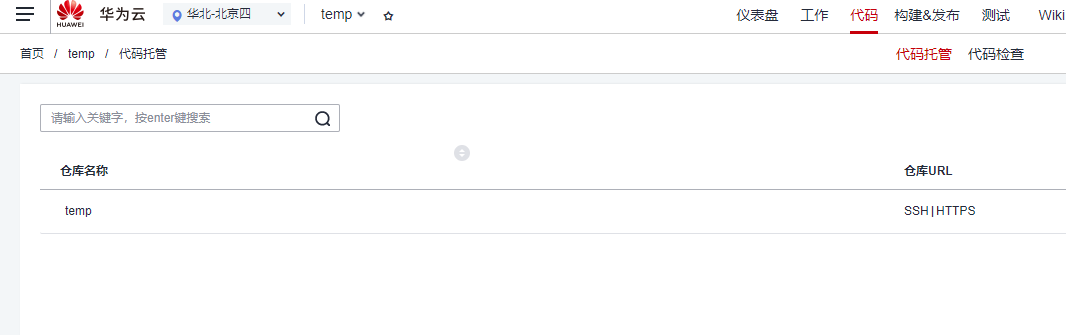 HUAWEI 华为云 华北-北京四 temp 仪表盘 工作 代码 构建&发布 测试 Wiki
首页 / temp / 代码托管 代码托管 代码检查
请输入关键字，按enter键搜索
仓库名称 仓库URL
temp SSH | HTTPS